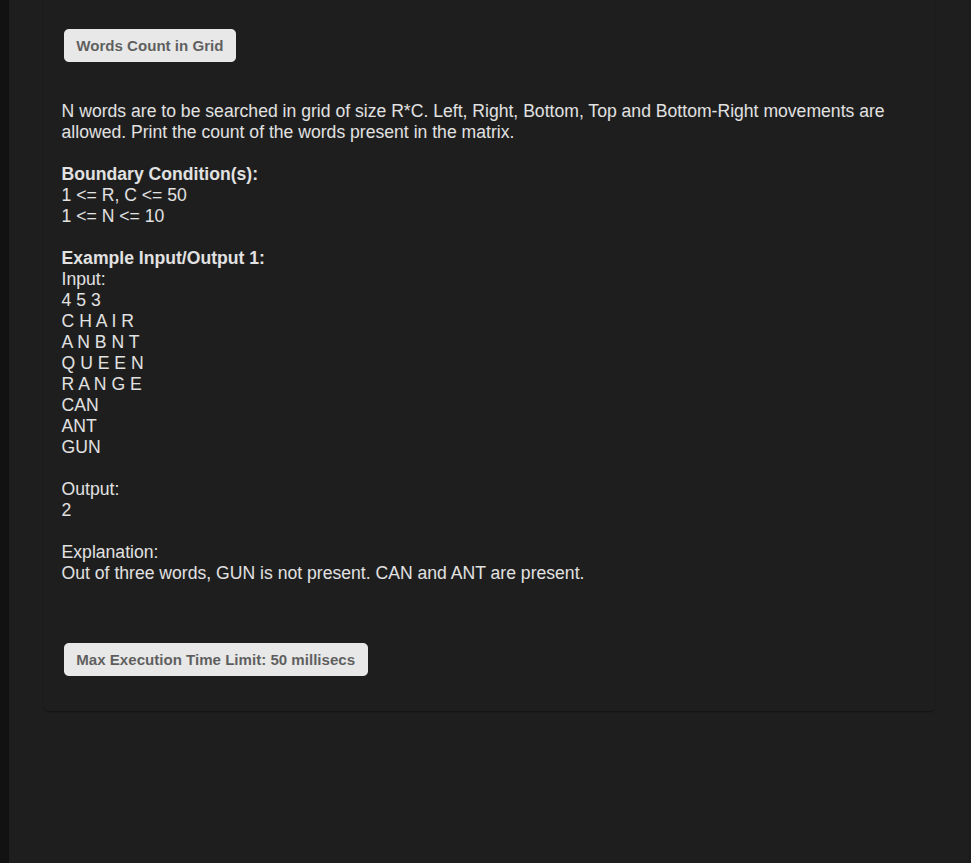 Words Count in Grid
N words are to be searched in grid of size R*C. Left, Right, Bottom, Top and Bottom-Right movements are
allowed. Print the count of the words present in the matrix.
Boundary Condition(s):
1 <= R, C <= 50
1 <= N <= 10
Example Input/Output 1:
Input:
4 5 3
C H A I R
A N B N T
Q U E E N
R A N G E
CAN
ANT
GUN
Output:
2
Explanation:
Out of three words, GUN is not present. CAN and ANT are present.
Max Execution Time Limit: 50 millisecs